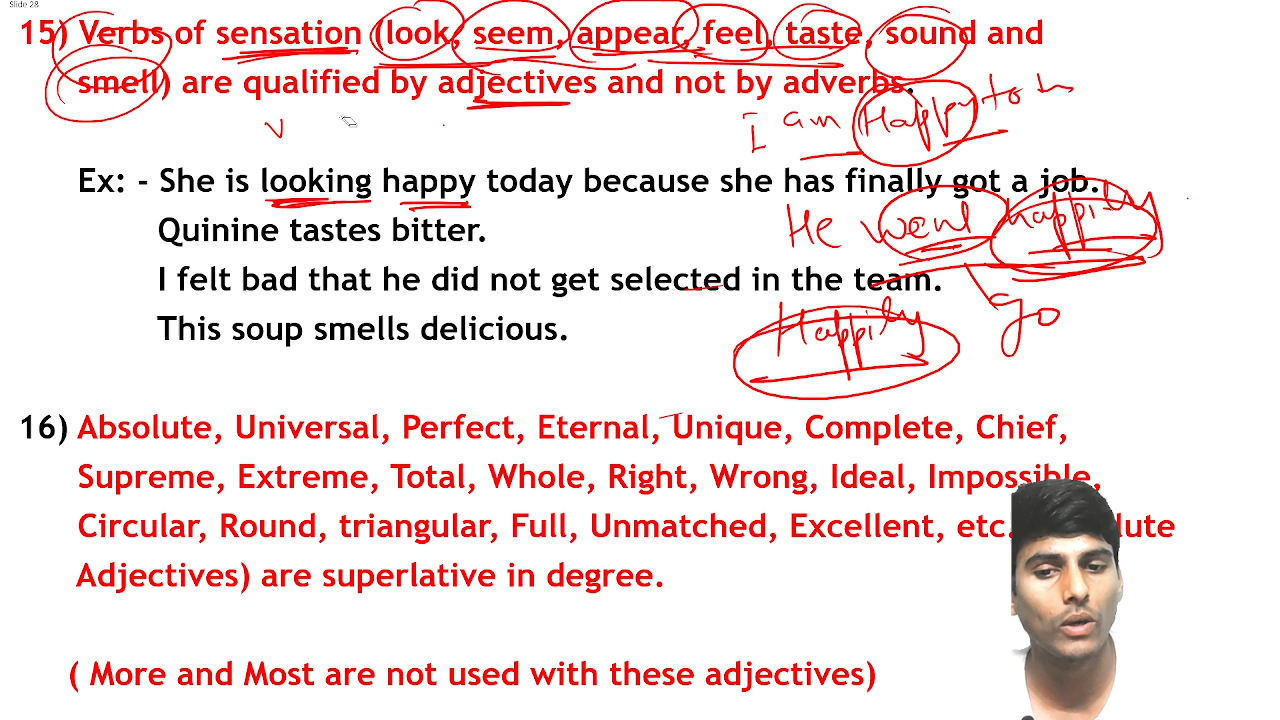 Slide 28
15) Verbs of sensation (look, seem, appear, feel, taste, sound and
smell) are qualified by adjectives and not by adverbs.
I am Happy to
Ex: - She is looking happy today because she has finally got a job.
He went happily
Quinine tastes bitter.
I felt bad that he did not get selected in the team.
go
Happily
This soup smells delicious.
16) Absolute, Universal, Perfect, Eternal, Unique, Complete, Chief,
Supreme, Extreme, Total, Whole, Right, Wrong, Ideal, Impossible,
Circular, Round, triangular, Full, Unmatched, Excellent, etc.
Adjectives) are superlative in degree.
( More and Most are not used with these adjectives)